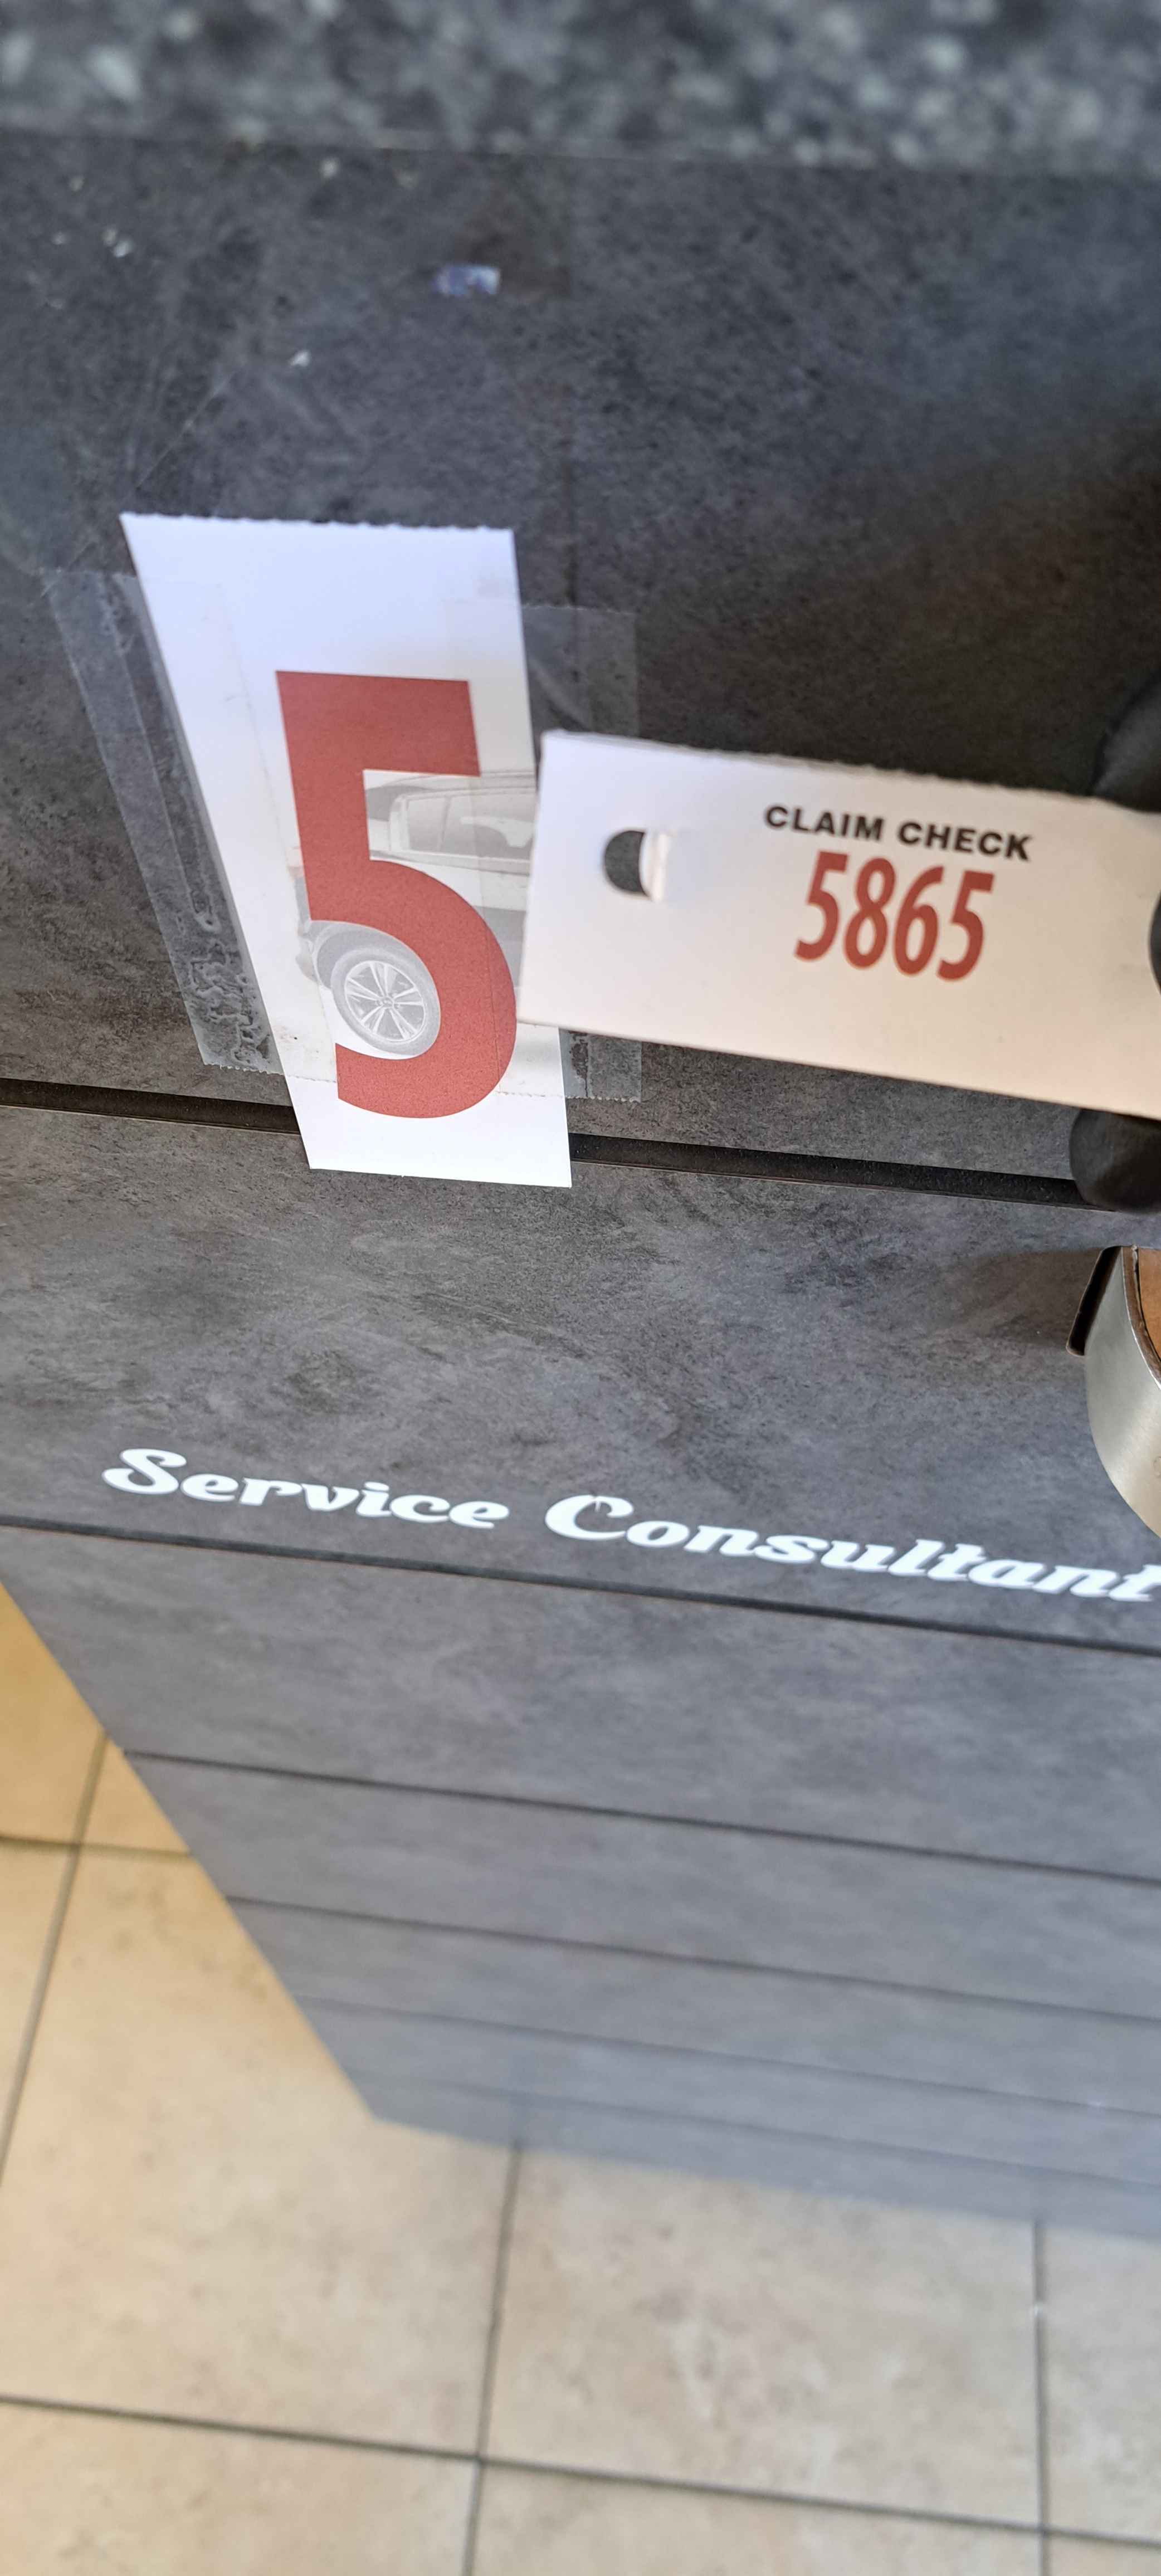 5
CLAIM CHECK
5865
Service Consultant